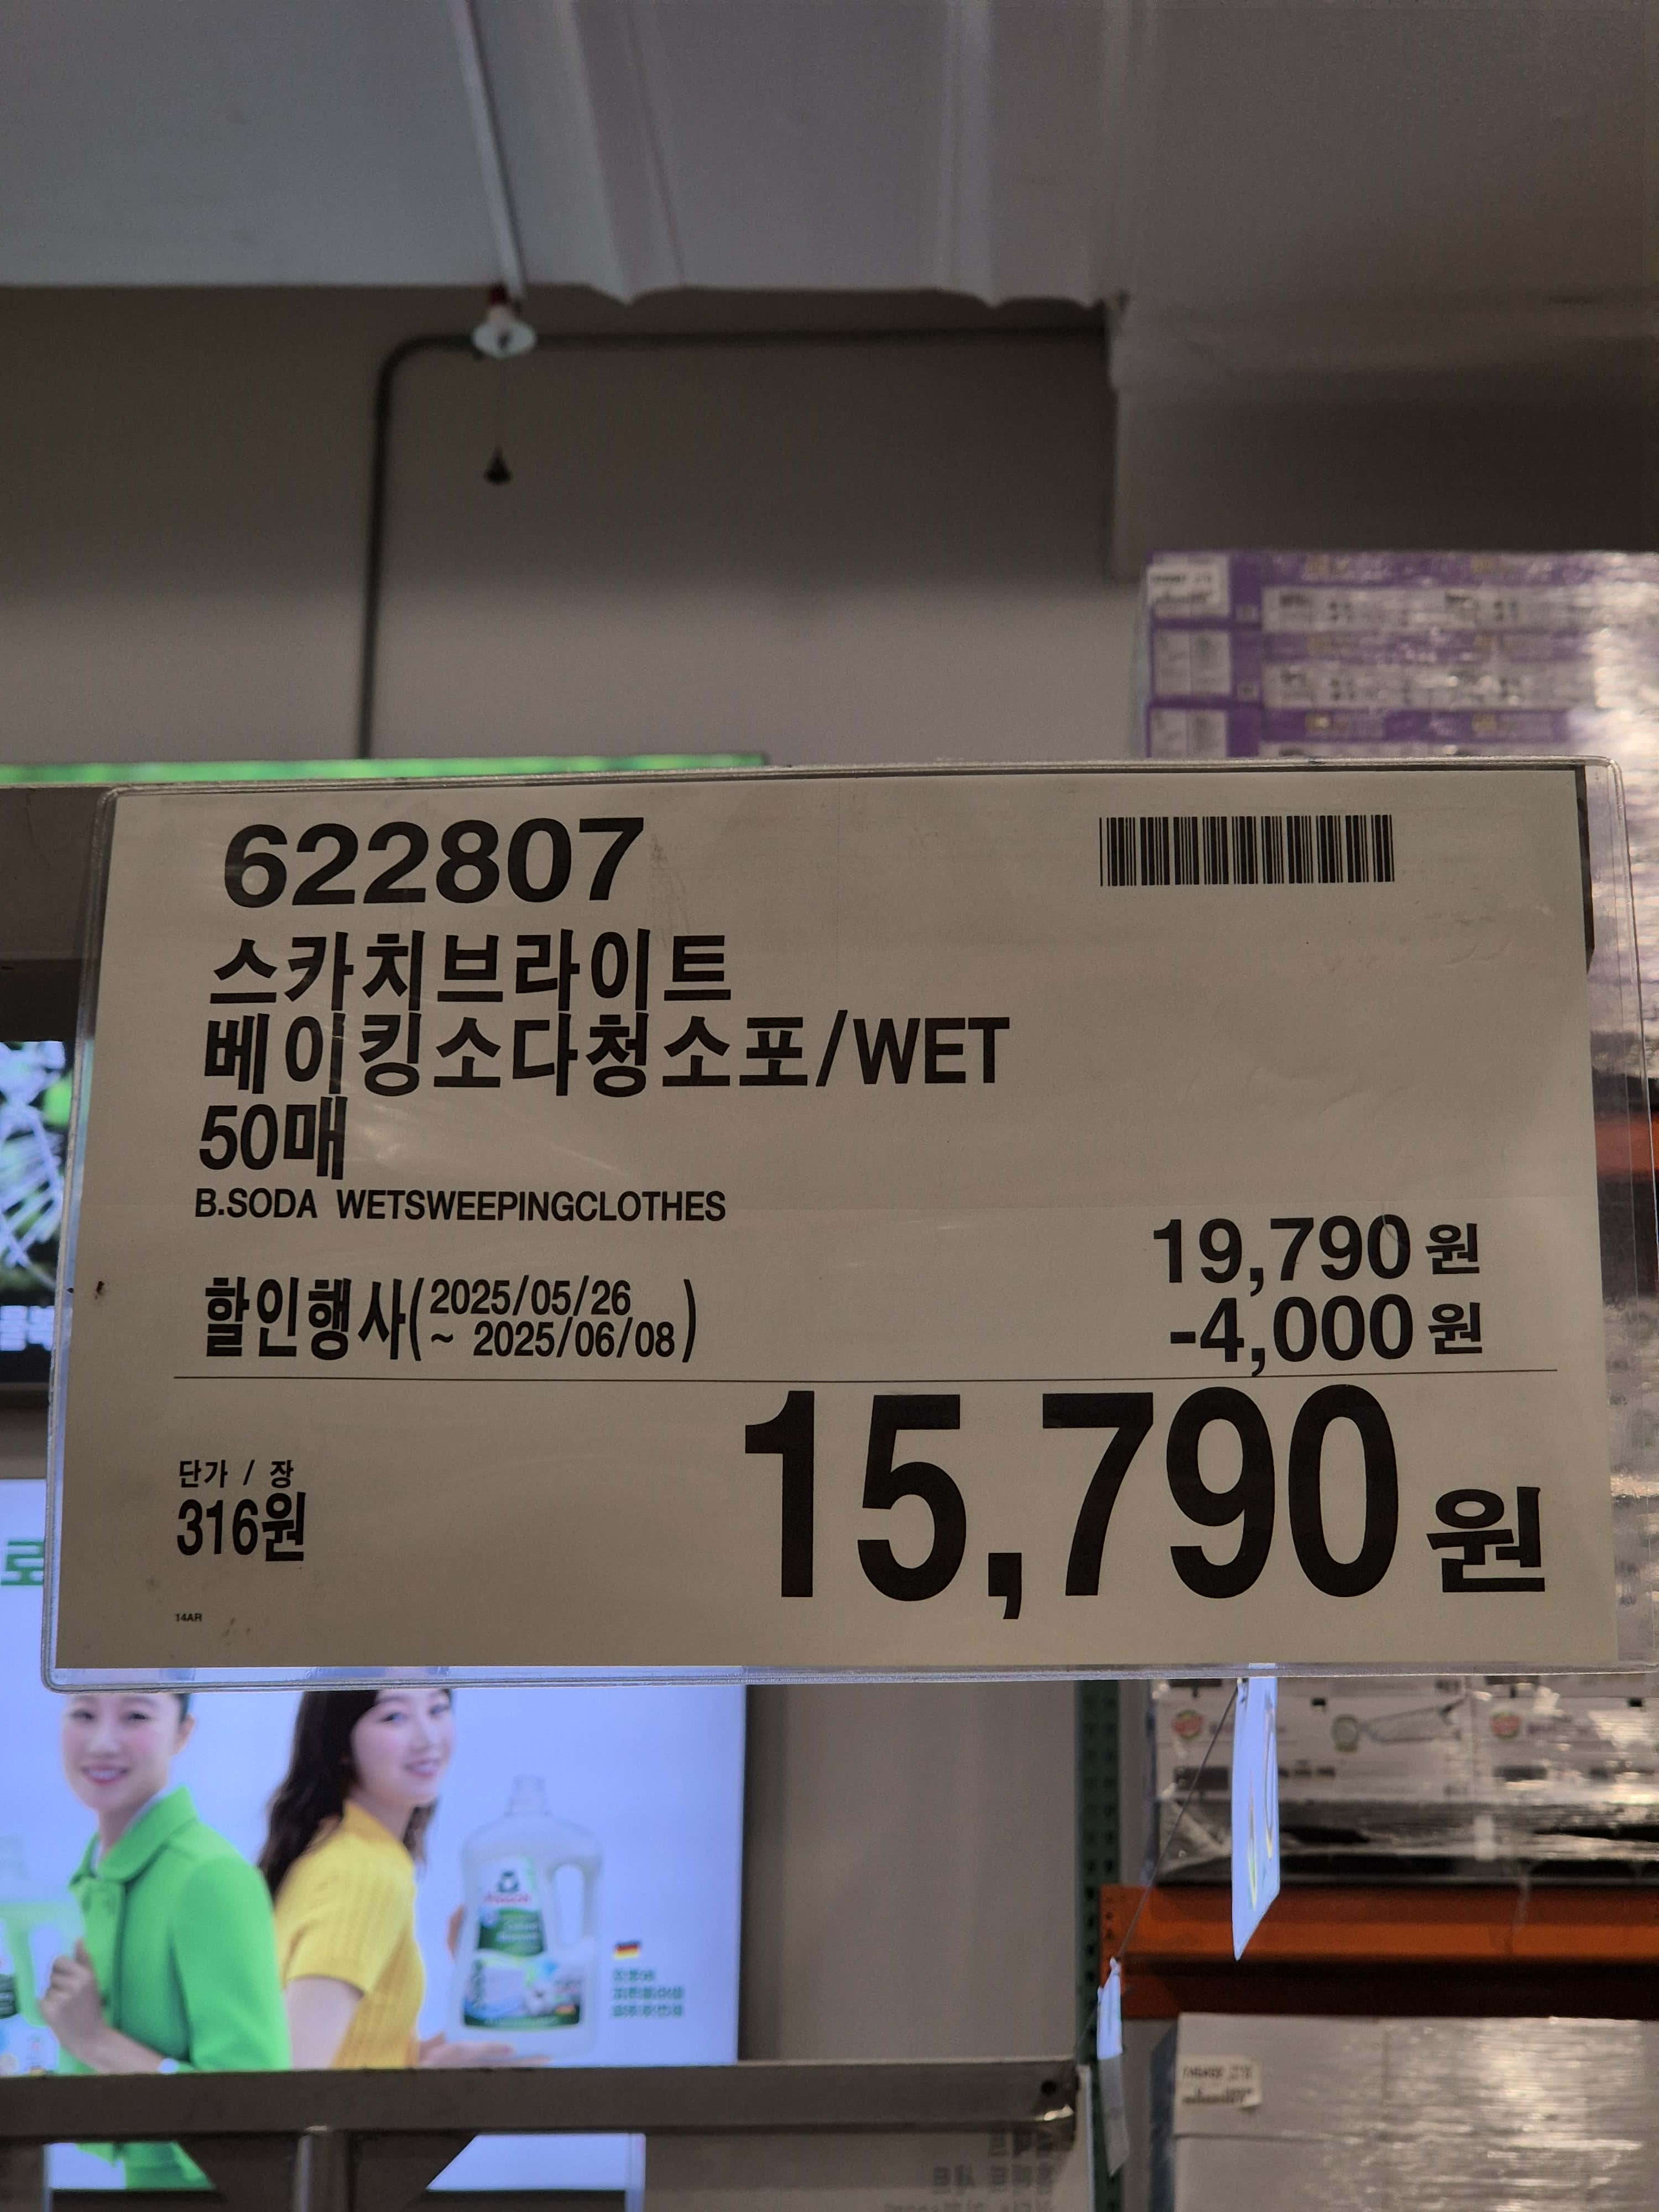 622807
스카치브라이트
베이킹소다청소포/WET
50매
B.SODA WETSWEEPINGCLOTHES
19,790 원
할인행사(2025/05/26
~ 2025/06/08)
-4,000 원
단가 / 장
316원
15,790 원
14AR
로